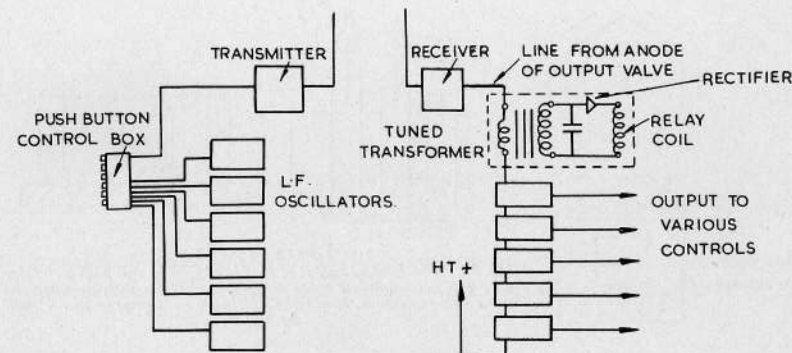 TRANSMITTER
RECEIVER
LINE FROM ANODE
OF OUTPUT VALVE
RECTIFIER
PUSH BUTTON
CONTROL BOX
TUNED
TRANSFORMER
RELAY
COIL
L.F.
OSCILLATORS.
OUTPUT TO
VARIOUS
CONTROLS
HT+